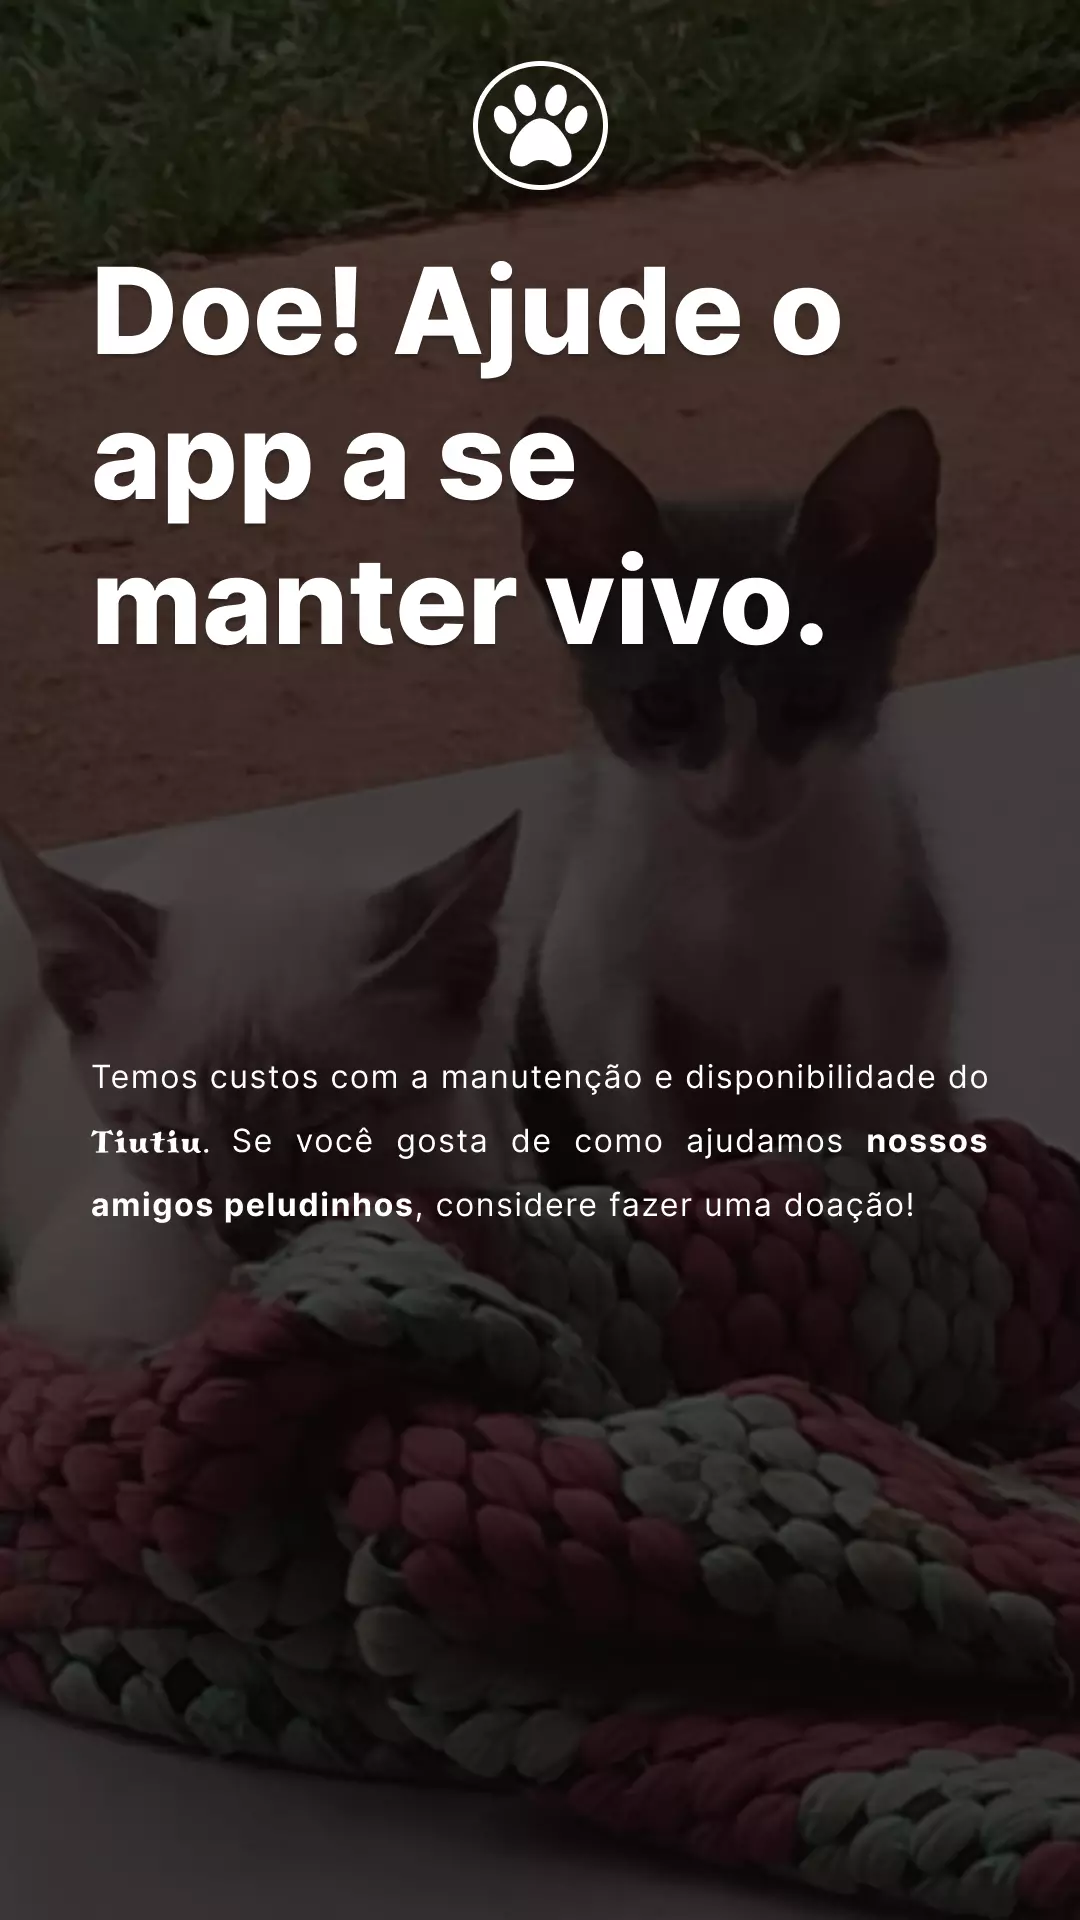 Doe! Ajude o
app a se
manter vivo.
Temos custos com a manutenção e disponibilidade do
Tiutiu. Se você gosta de como ajudamos nossos
amigos peludinhos, considere fazer uma doação!